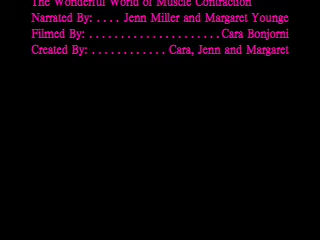 The Wonderful World of Muscle Contraction
Narrated By: . . . . Jenn Miller and Margaret Younge
Filmed By: . . . . . . . . . . . . . . . . . . . . . Cara Bonjorni
Created By: . . . . . . . . . . . . Cara, Jenn and Margaret